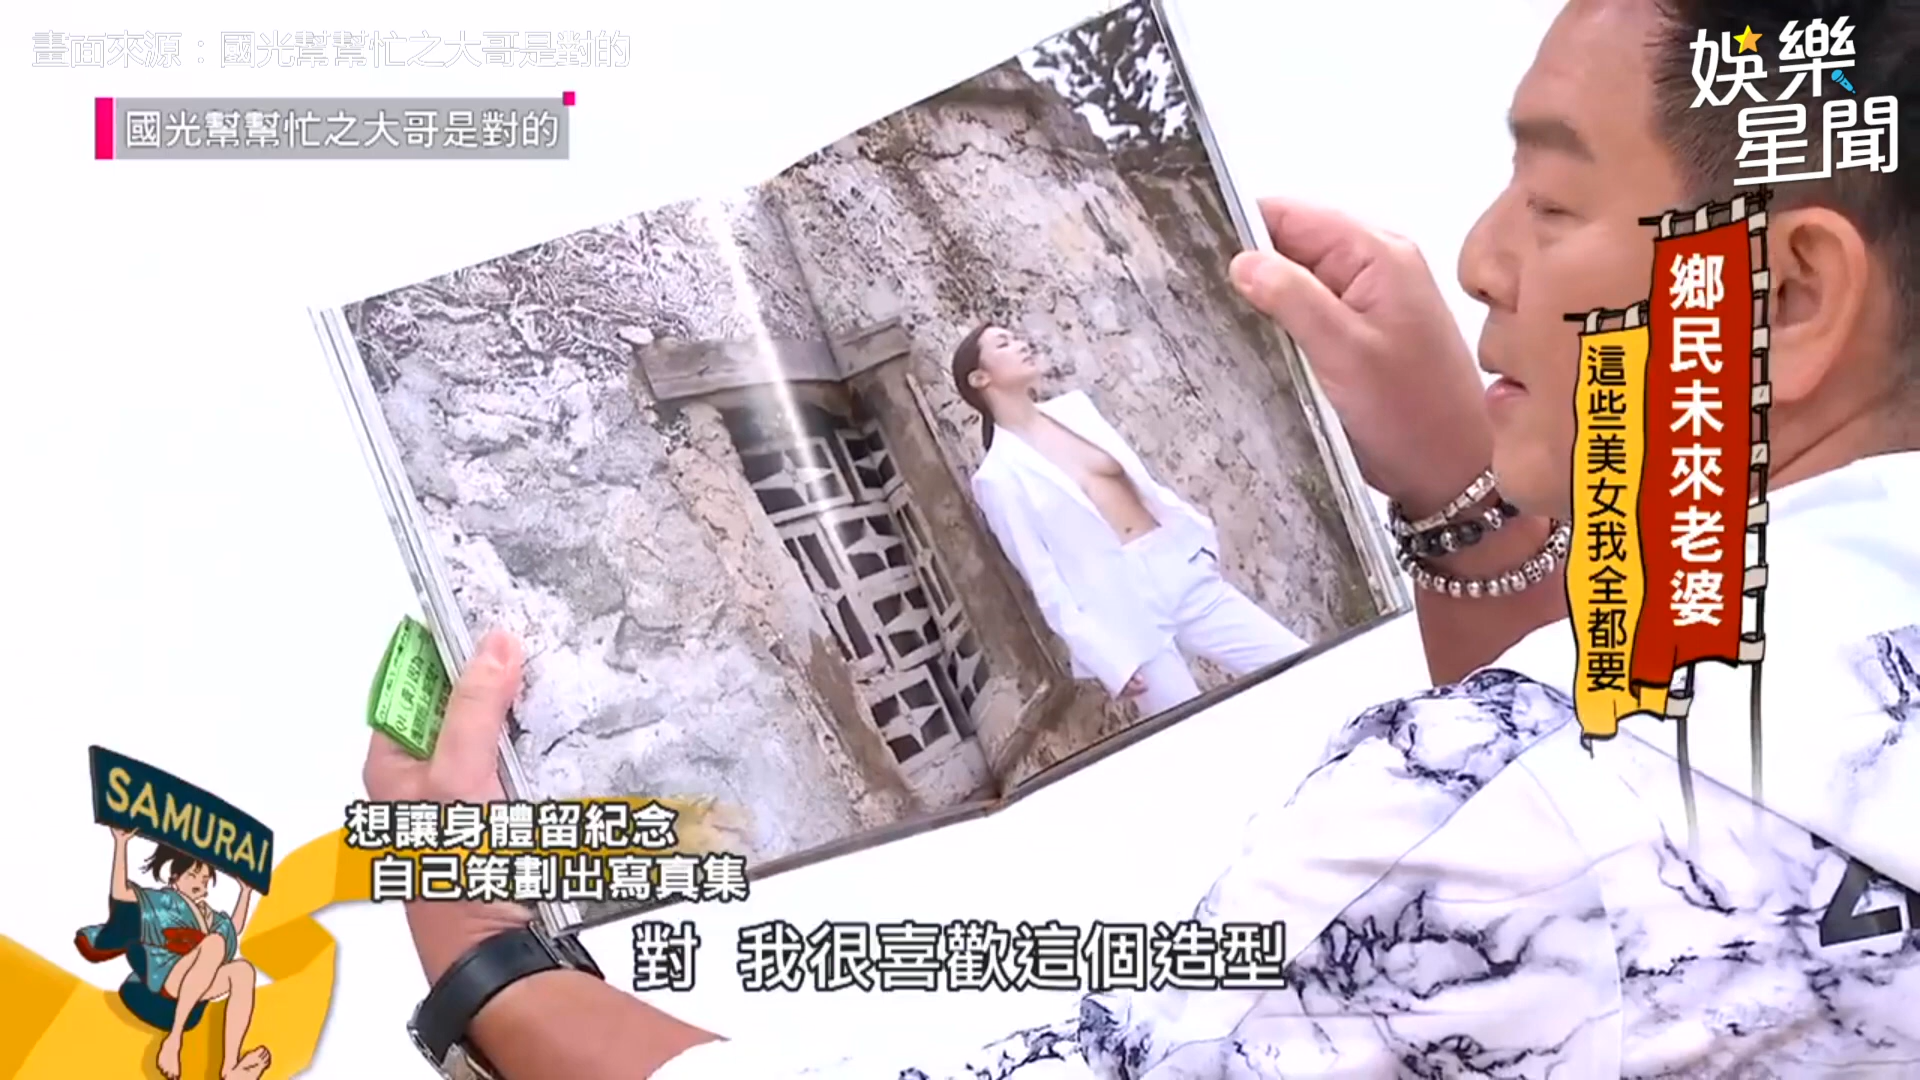 畫面來源：國光幫幫忙之大哥是對的
國光幫幫忙之大哥是對的
娛樂
星聞
鄉民未來老婆
這些美女我全都要
SAMURAI
想讓身體留紀念
自己策劃出寫真集
對 我很喜歡這個造型